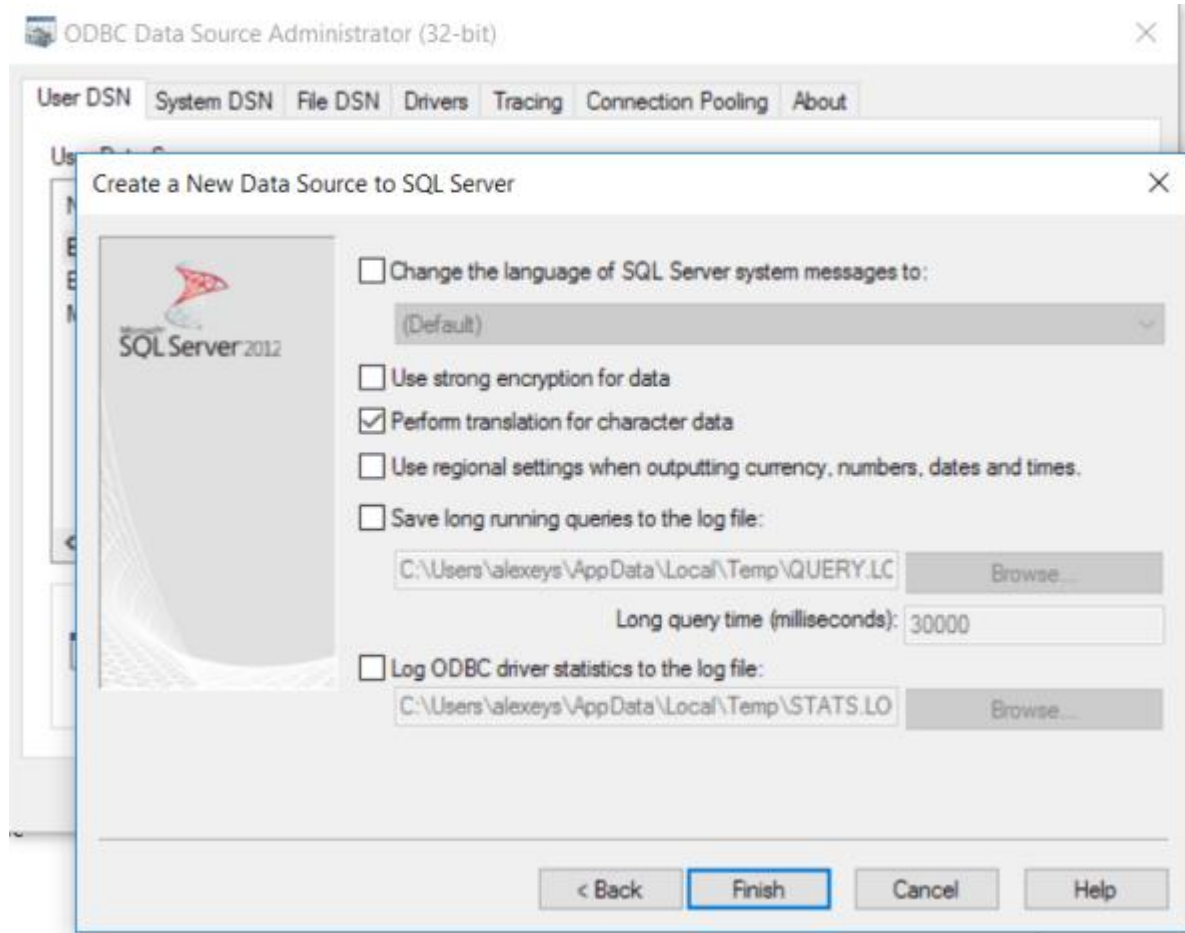 ODBC Data Source Administrator (32-bit)
User DSN System DSN File DSN Drivers Tracing Connection Pooling About
Create a New Data Source to SQL Server
Microsoft
SQL Server 2012
Change the language of SQL Server system messages to:
(Default)
Use strong encryption for data
Perform translation for character data
Use regional settings when outputting currency, numbers, dates and times.
Save long running queries to the log file:
C:\Users\alexeys\AppData\Local\Temp\QUERY.LO Browse...
Long query time (milliseconds): 30000
Log ODBC driver statistics to the log file:
C:\Users\alexeys\AppData\Local\Temp\STATS.LO Browse...
< Back Finish Cancel Help